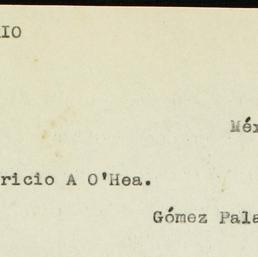 IO
Méx
ricio A O'Hea.
Gómez Pala